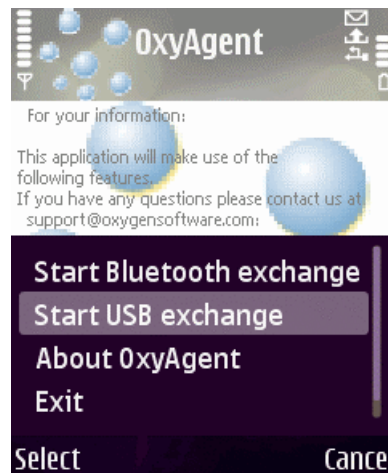 OxyAgent
For your information:
This application will make use of the
following features.
If you have any questions please contact us at
support@oxygensoftware.com:
Start Bluetooth exchange
Start USB exchange
About OxyAgent
Exit
Select Cance